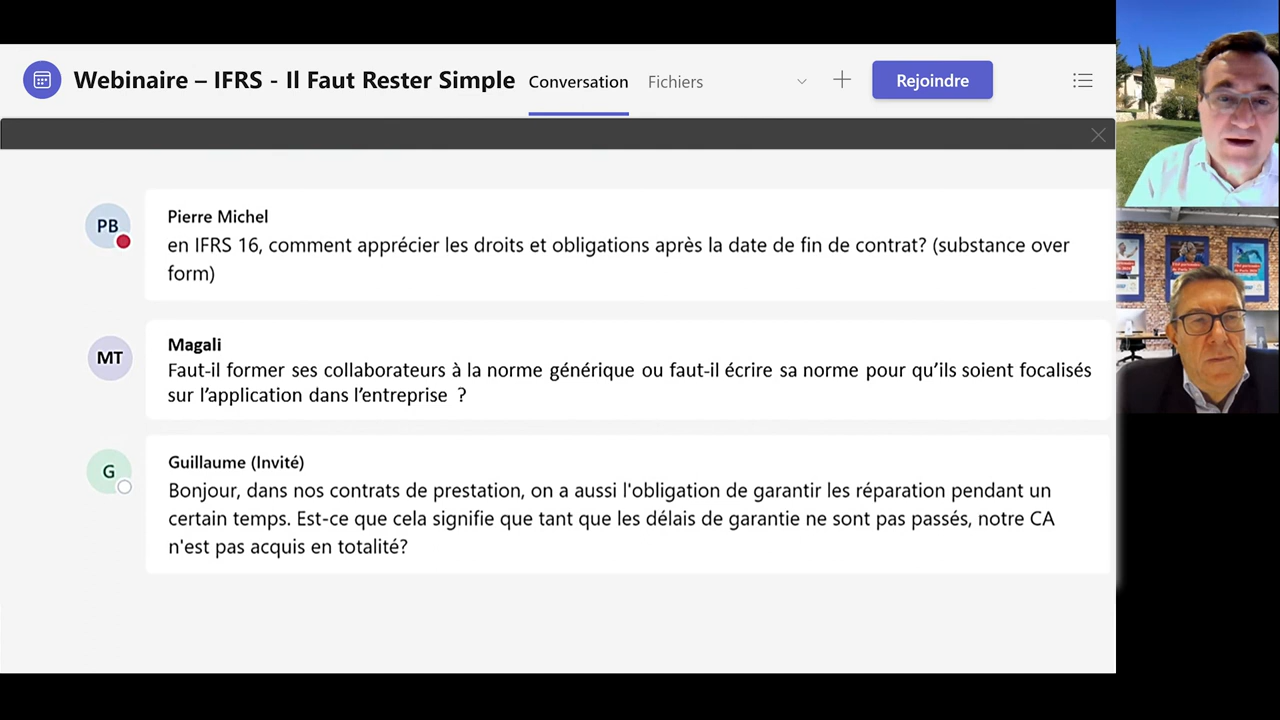 Webinaire – IFRS - Il Faut Rester Simple
Conversation
Fichiers
Rejoindre
PB
Pierre Michel
en IFRS 16, comment apprécier les droits et obligations après la date de fin de contrat? (substance over
form)
MT
Magali
Faut-il former ses collaborateurs à la norme générique ou faut-il écrire sa norme pour qu’ils soient focalisés
sur l’application dans l’entreprise ?
G
Guillaume (Invité)
Bonjour, dans nos contrats de prestation, on a aussi l'obligation de garantir les réparation pendant un
certain temps. Est-ce que cela signifie que tant que les délais de garantie ne sont pas passés, notre CA
n'est pas acquis en totalité?